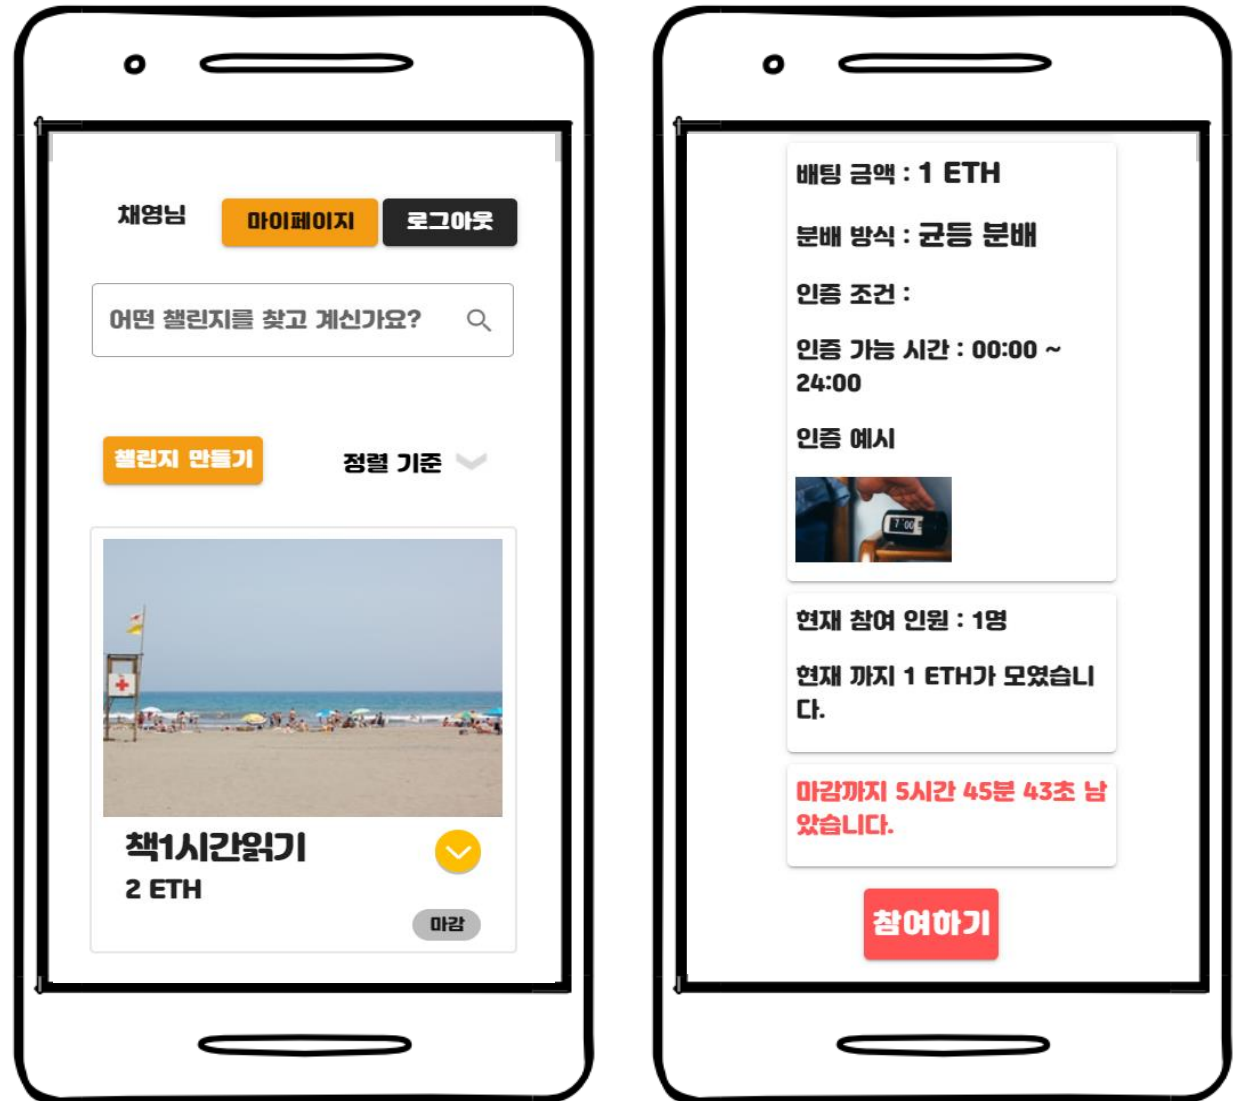 채영님
마이페이지
로그아웃
어떤 챌린지를 찾고 계신가요?
챌린지 만들기
정렬 기준
책1시간읽기
2 ETH
마감
배팅 금액 : 1 ETH
분배 방식 : 균등 분배
인증 조건 :
인증 가능 시간 : 00:00 ~
24:00
인증 예시
7 00
현재 참여 인원 : 1명
현재 까지 1 ETH가 모였습니
다.
마감까지 5시간 45분 43초 남
았습니다.
참여하기